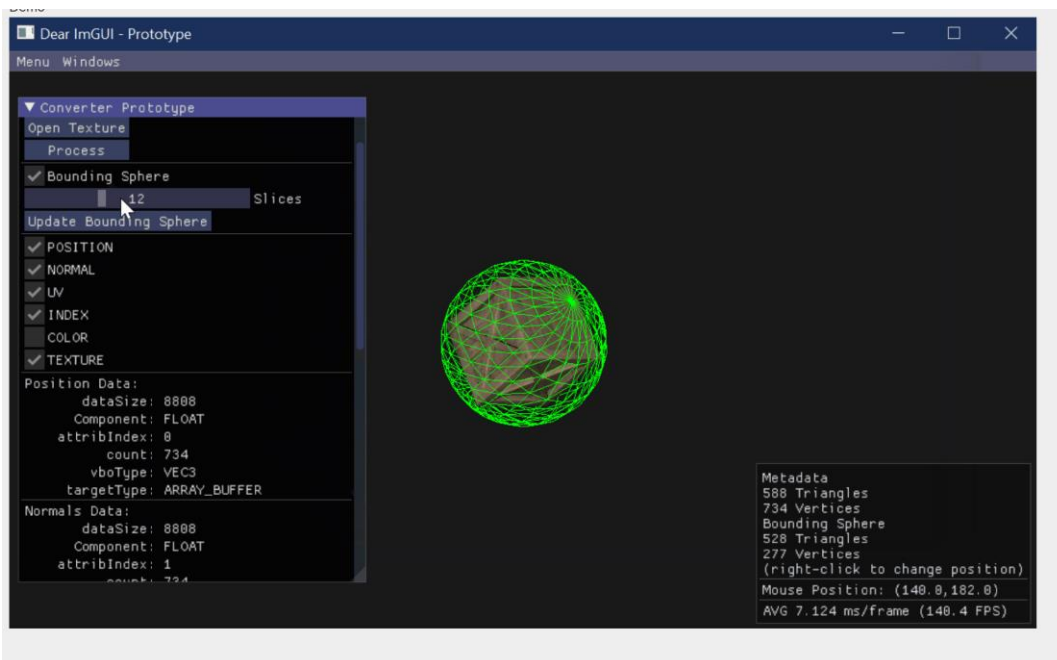 Demo
Dear ImGUI - Prototype
Menu Windows
Converter Prototype
Open Texture
Process
Bounding Sphere
12 Slices
Update Bounding Sphere
POSITION
NORMAL
UV
INDEX
COLOR
TEXTURE
Position Data:
dataSize: 8808
Component: FLOAT
attribIndex: 0
count: 734
vboType: VEC3
targetType: ARRAY_BUFFER
Normals Data:
dataSize: 8808
Component: FLOAT
attribIndex: 1
count: 734
Metadata
588 Triangles
734 Vertices
Bounding Sphere
528 Triangles
277 Vertices
(right-click to change position)
Mouse Position: (140.0,182.0)
AVG 7.124 ms/frame (140.4 FPS)